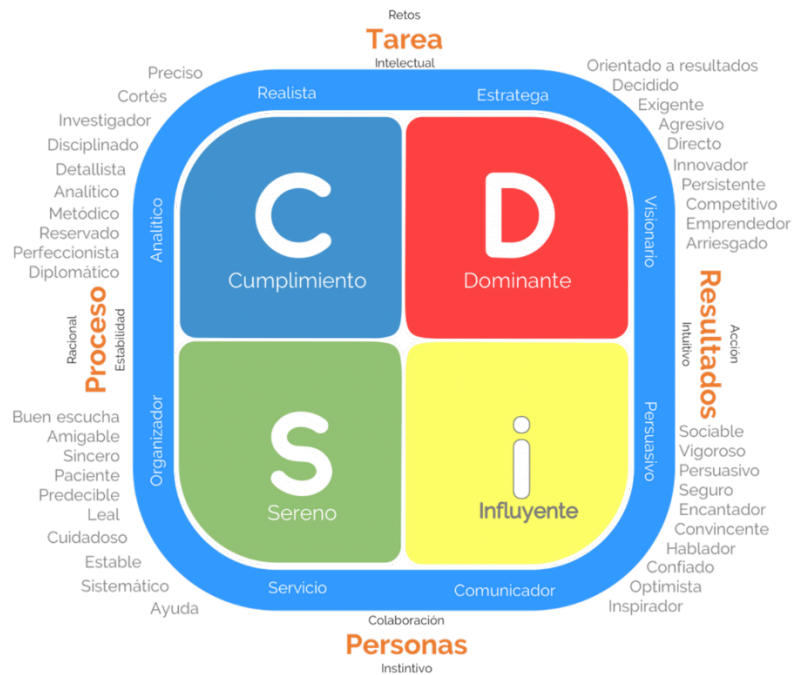 Retos
Tarea
Intelectual
Preciso
Cortés
Investigador
Disciplinado
Detallista
Analítico
Metódico
Reservado
Perfeccionista
Diplomático
Realista
Estratega
Orientado a resultados
Decidido
Exigente
Agresivo
Directo
Innovador
Persistente
Competitivo
Emprendedor
Arriesgado
Analítico
C
Cumplimiento
D
Dominante
Visionario
Racional
Proceso
Estabilidad
Resultados
Acción
Intuitivo
Buen escucha
Amigable
Sincero
Paciente
Predecible
Leal
Cuidadoso
Estable
Sistemático
Ayuda
Organizador
S
Sereno
i
Influyente
Persuasivo
Sociable
Vigoroso
Persuasivo
Seguro
Encantador
Convincente
Hablador
Confiado
Optimista
Inspirador
Servicio
Comunicador
Colaboración
Personas
Instintivo